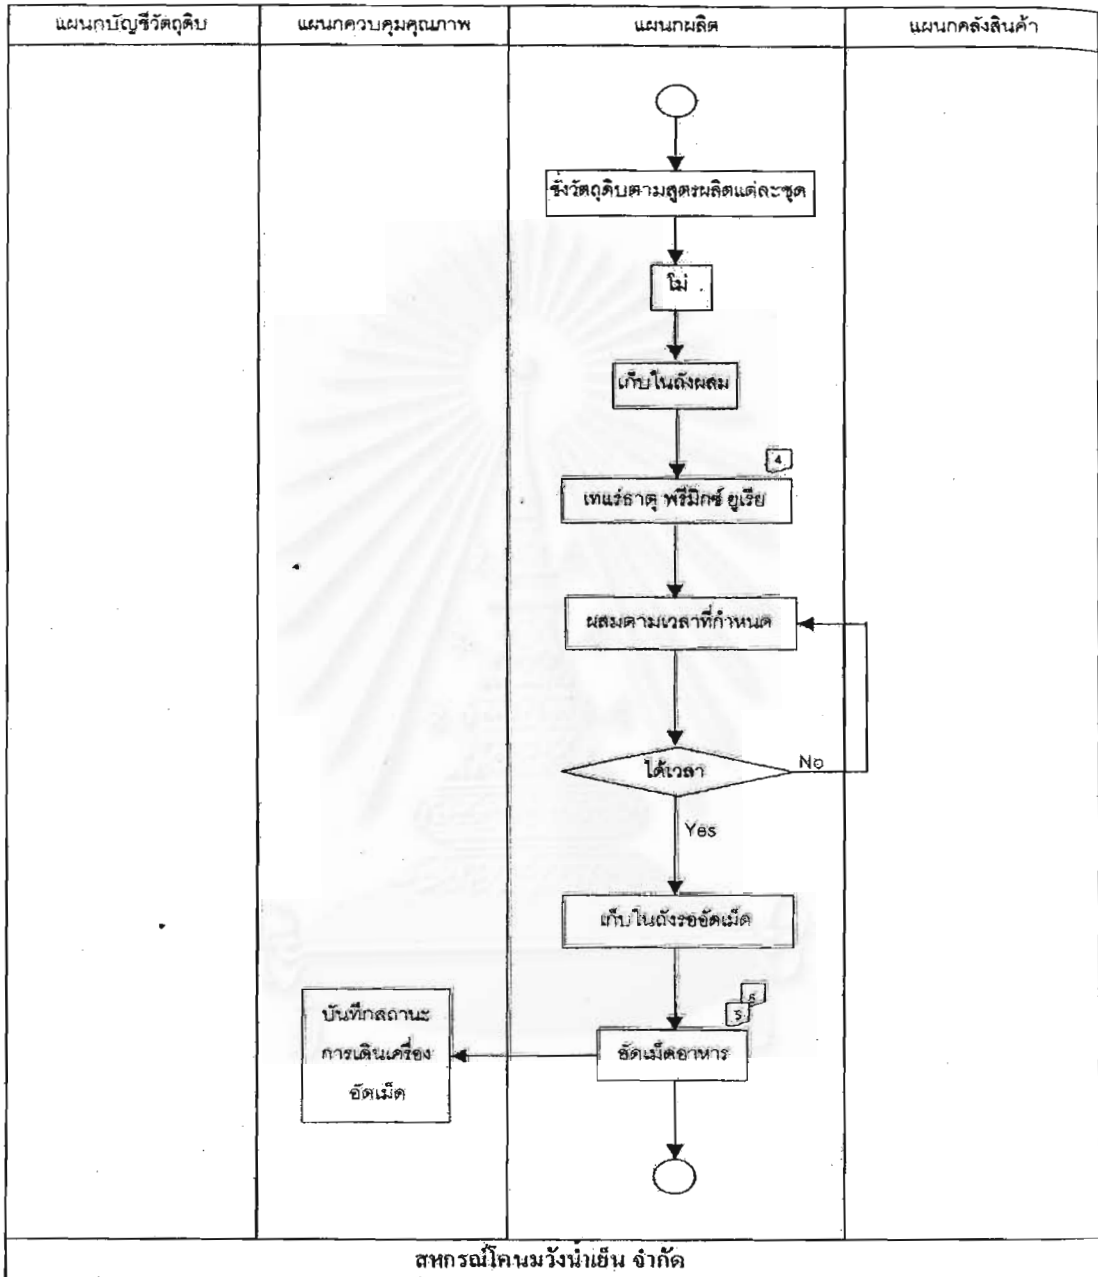 แผนกบัญชีวัตถุดิบ
แผนกควบคุมคุณภาพ
แผนกผลิต
แผนกคลังสินค้า
ชั่งวัตถุดิบตามสูตรผลิตแต่ละชุด
โม่
เก็บในถังผสม
4
เทแร่ธาตุ พรีมิกซ์ ยูเรีย
ผสมตามเวลาที่กำหนด
ได้เวลา
No
Yes
เก็บในถังรออัดเม็ด
5
อัดเม็ดอาหาร
บันทึกสถานะ
การเดินเครื่อง
อัดเม็ด
สหกรณ์โคนมวังน้ำเย็น จำกัด